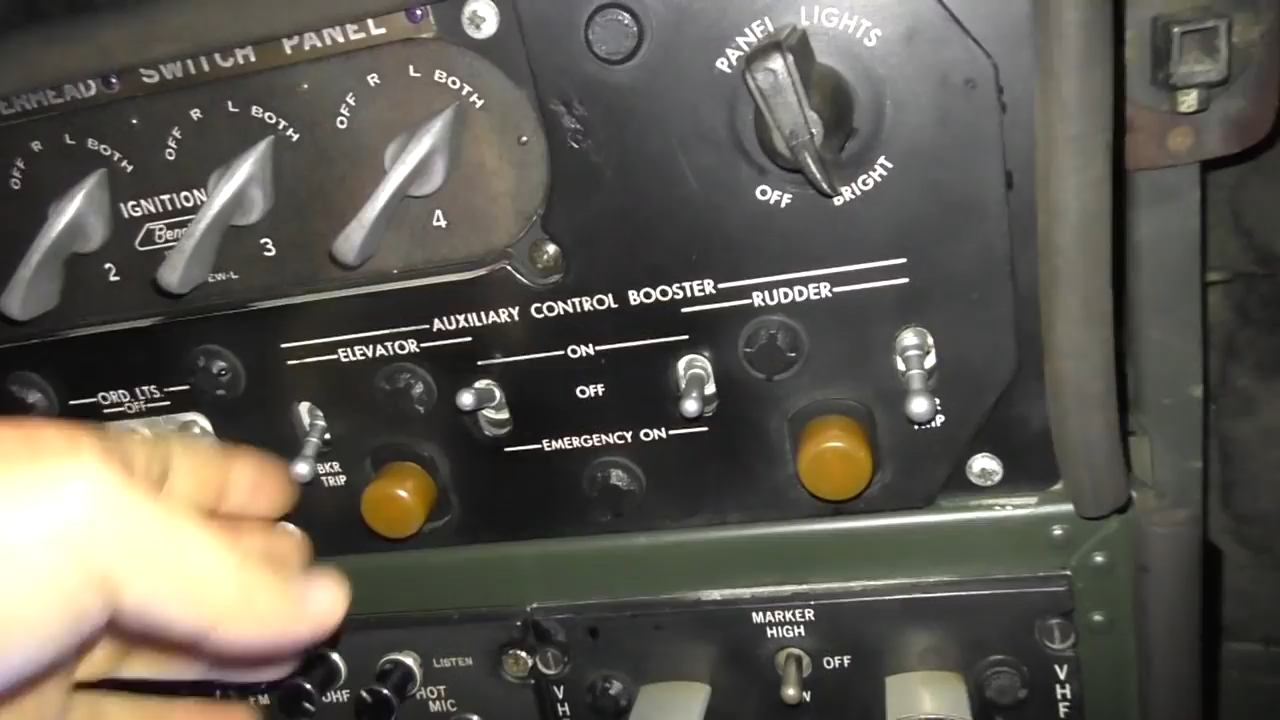 SWITCH PANEL
PANEL LIGHTS
OFF
BRIGHT
OFF R L BOTH
OFF R L BOTH
OFF R L BOTH
IGNITION
2
3
4
AUXILIARY CONTROL BOOSTER
ELEVATOR
RUDDER
ON
OFF
EMERGENCY ON
ORD. LTS.
OFF
BKR
TRIP
MARKER
HIGH
OFF
LISTEN
HOT
MIC
VHF